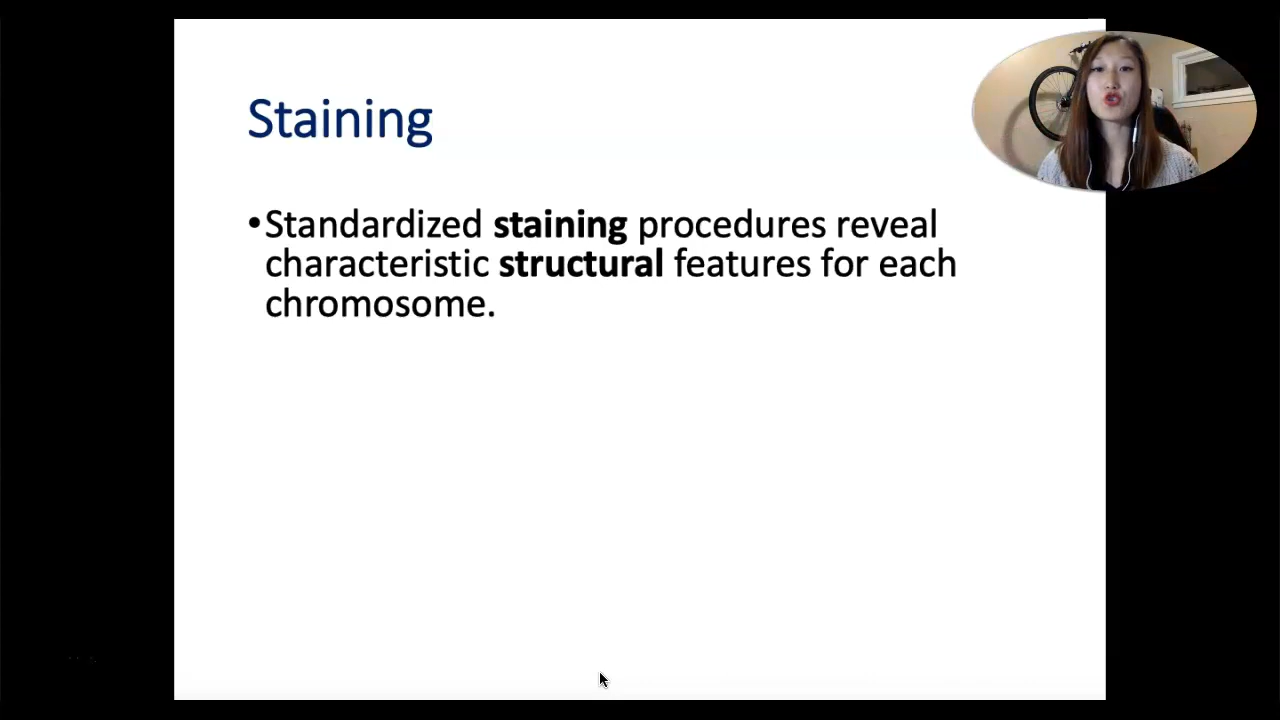 Staining
•Standardized staining procedures reveal
characteristic structural features for each
chromosome.